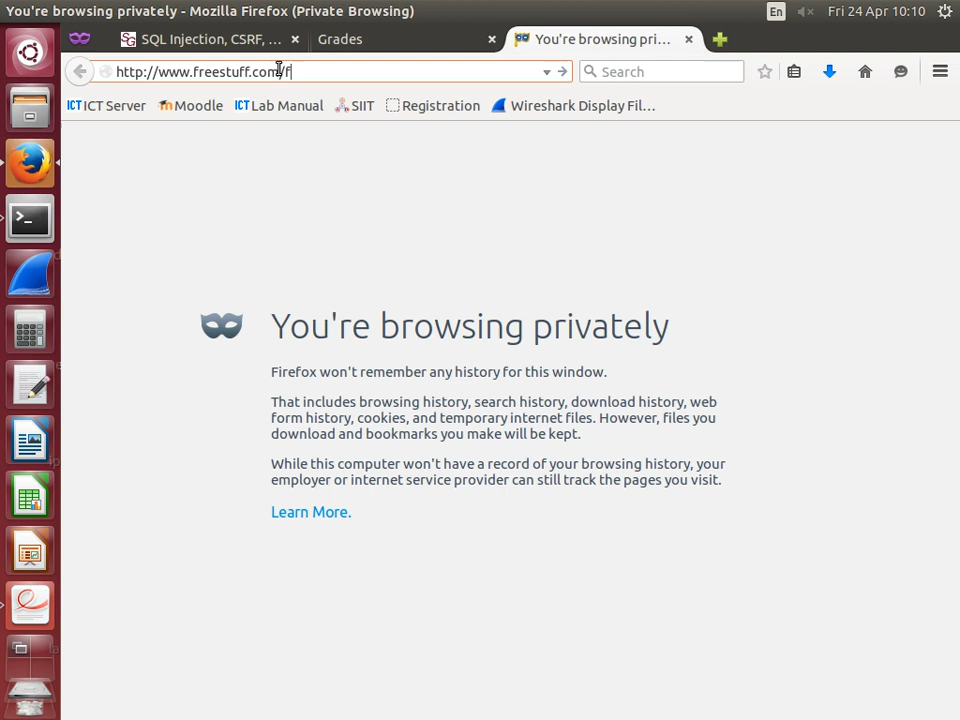 You're browsing privately - Mozilla Firefox (Private Browsing)
En
Fri 24 Apr 10:10
SQL Injection, CSRF, ...
Grades
You're browsing pri...
http://www.freestuff.com/f
Search
ICT ICT Server
Moodle
ICT Lab Manual
SIIT
Registration
Wireshark Display Fil...
You're browsing privately
Firefox won't remember any history for this window.
That includes browsing history, search history, download history, web
form history, cookies, and temporary internet files. However, files you
download and bookmarks you make will be kept.
While this computer won't have a record of your browsing history, your
employer or internet service provider can still track the pages you visit.
Learn More.